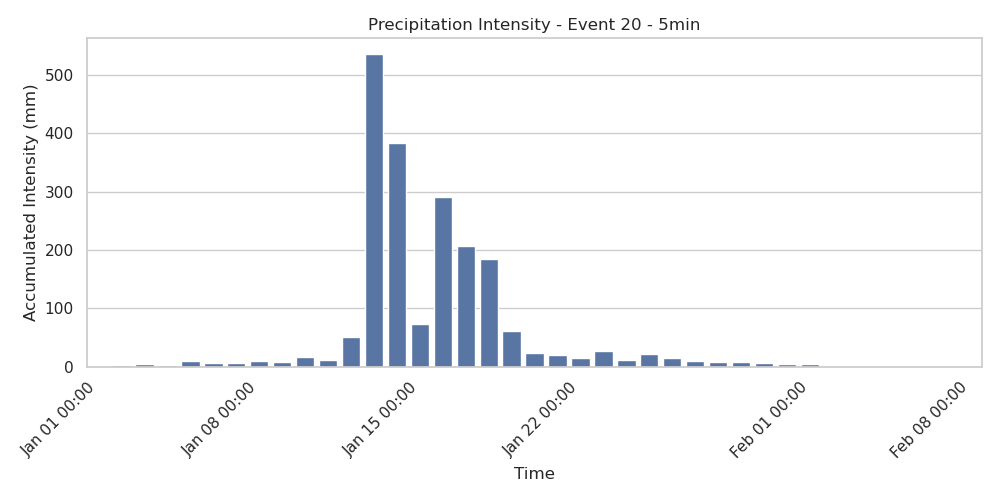 Precipitation Intensity - Event 20 - 5min
Accumulated Intensity (mm)
500
400
300
200
100
0
Jan 01 00:00
Jan 08 00:00
Jan 15 00:00
Jan 22 00:00
Feb 01 00:00
Feb 08 00:00
Time